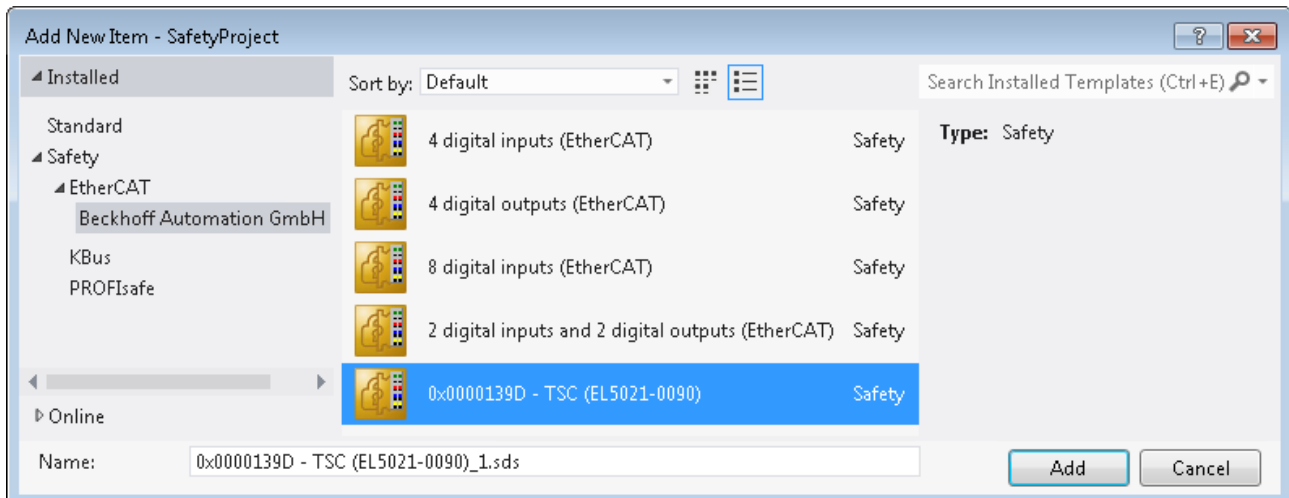 Add New Item - SafetyProject
?
Installed
Sort by: Default
Search Installed Templates (Ctrl+E)
Standard
Safety
EtherCAT
Beckhoff Automation GmbH
KBus
PROFIsafe
Online
4 digital inputs (EtherCAT) Safety
4 digital outputs (EtherCAT) Safety
8 digital inputs (EtherCAT) Safety
2 digital inputs and 2 digital outputs (EtherCAT) Safety
0x0000139D - TSC (EL5021-0090) Safety
Type: Safety
Name: 0x0000139D - TSC (EL5021-0090)_1.sds
Add Cancel